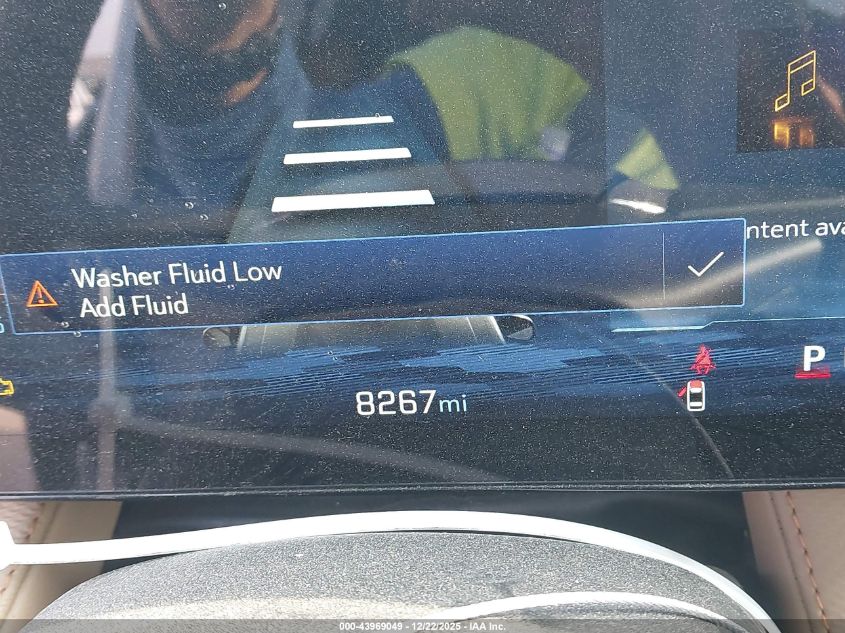 ntent ava
Washer Fluid Low
Add Fluid
8267mi
P
000-43969049 - 12/22/2025 - IAA Inc.